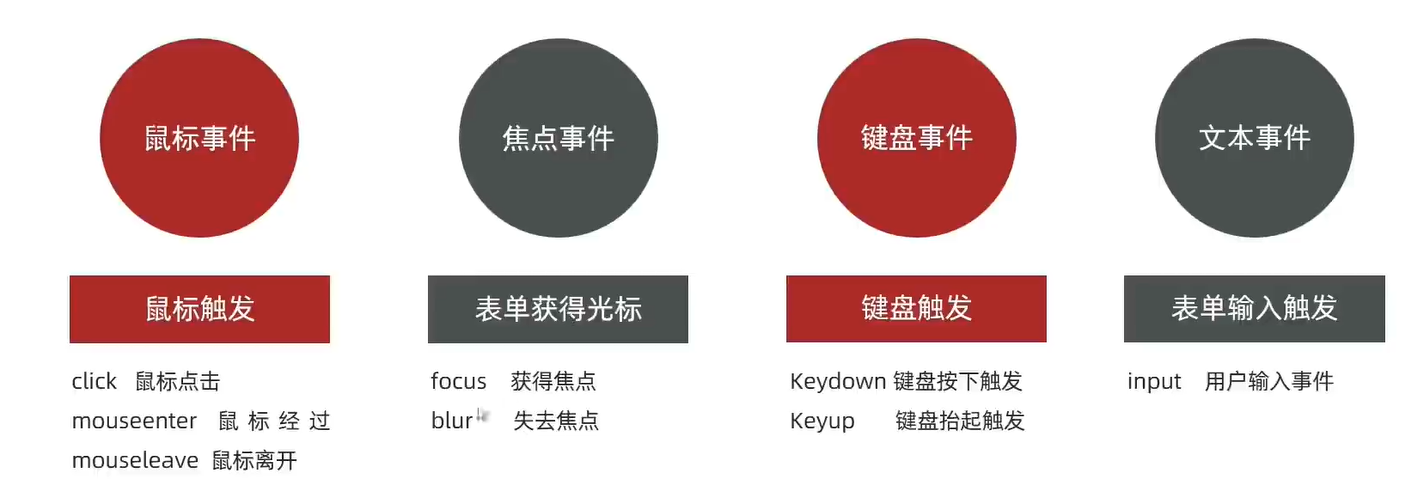 鼠标事件
鼠标触发
click 鼠标点击
mouseenter 鼠标经过
mouseleave 鼠标离开
焦点事件
表单获得光标
focus 获得焦点
blur 失去焦点
键盘事件
键盘触发
Keydown 键盘按下触发
Keyup 键盘抬起触发
文本事件
表单输入触发
input 用户输入事件